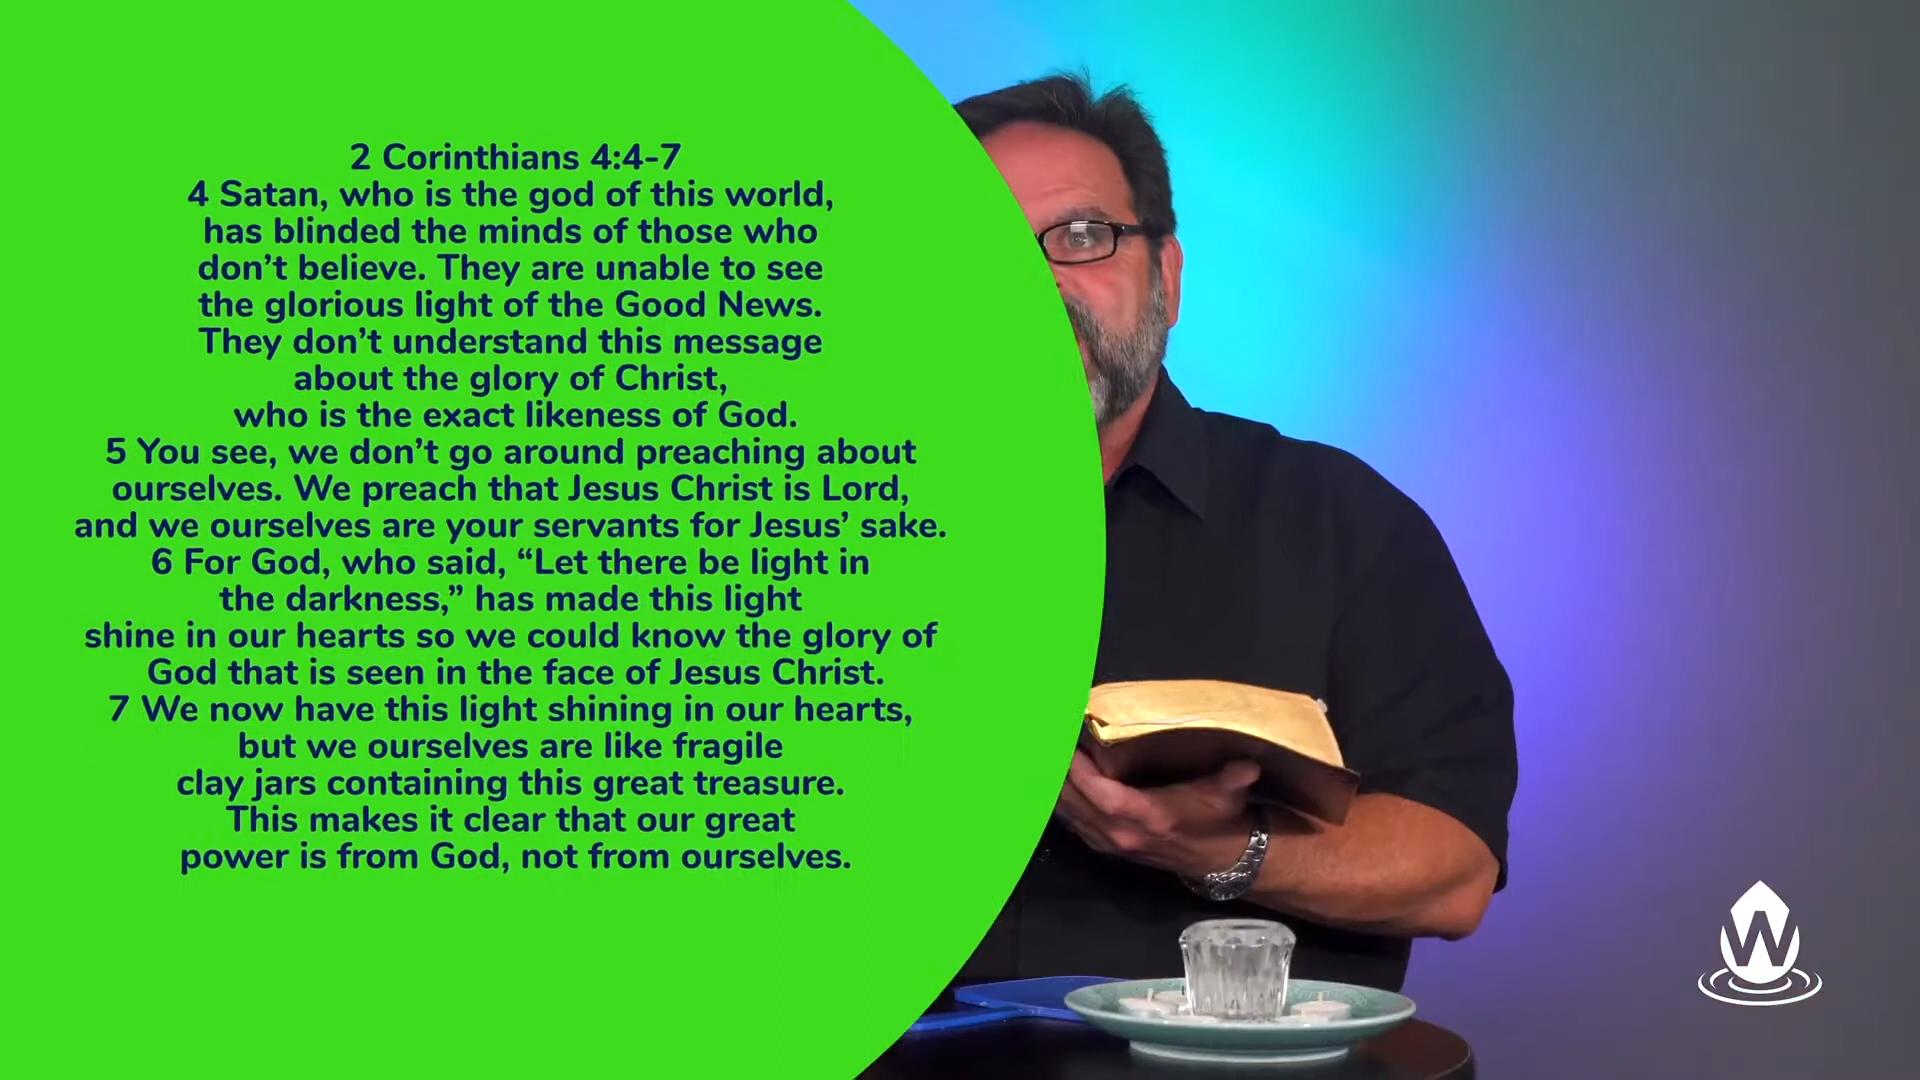 2 Corinthians 4:4-7
4 Satan, who is the god of this world,
has blinded the minds of those who
don’t believe. They are unable to see
the glorious light of the Good News.
They don’t understand this message
about the glory of Christ,
who is the exact likeness of God.
5 You see, we don’t go around preaching about
ourselves. We preach that Jesus Christ is Lord,
and we ourselves are your servants for Jesus’ sake.
6 For God, who said, “Let there be light in
the darkness,” has made this light
shine in our hearts so we could know the glory of
God that is seen in the face of Jesus Christ.
7 We now have this light shining in our hearts,
but we ourselves are like fragile
clay jars containing this great treasure.
This makes it clear that our great
power is from God, not from ourselves.
W